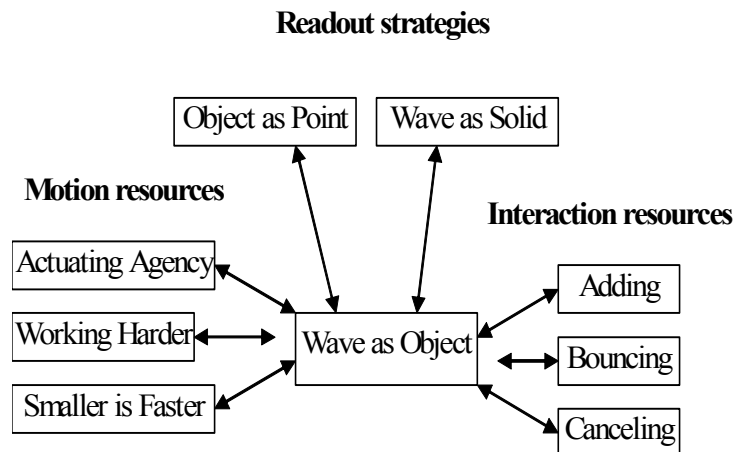 Readout strategies
Object as Point
Wave as Solid
Motion resources
Interaction resources
Actuating Agency
Adding
Working Harder
Wave as Object
Bouncing
Smaller is Faster
Canceling